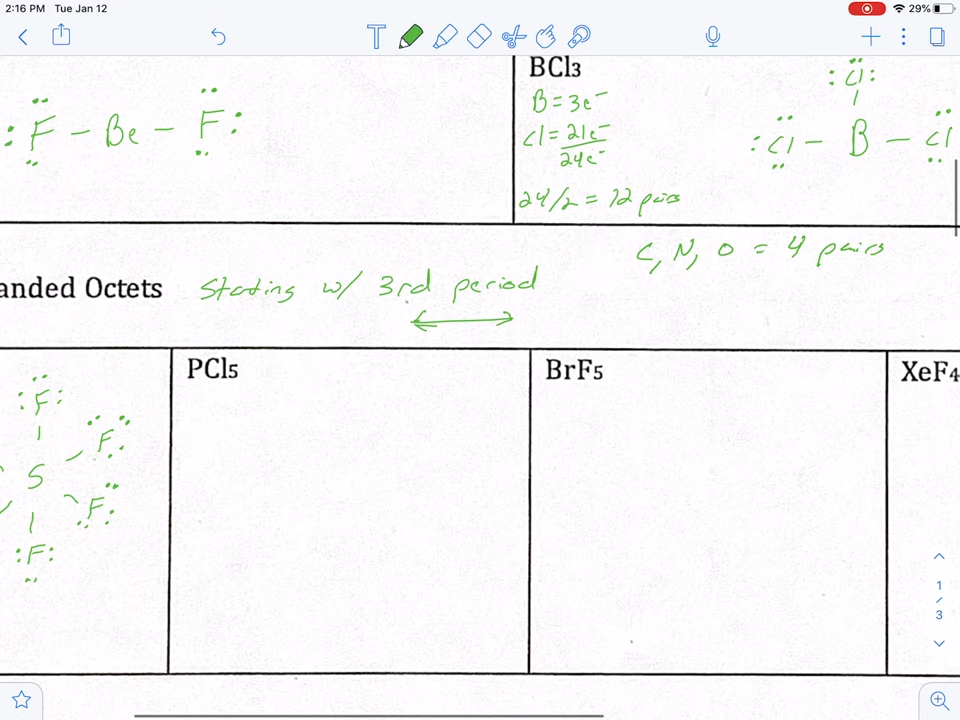 2:16 PM Tue Jan 12
29%
BCl3
B = 3e-
Cl = 21e-
24e-
24/2 = 12 pairs
:F - Be - F:
:Cl:
:Cl - B - Cl
C, N, O = 4 pairs
anded Octets
Stating w/ 3rd period
PCl5
BrF5
XeF4
:F:
F
S
F
:F:
1
/
3